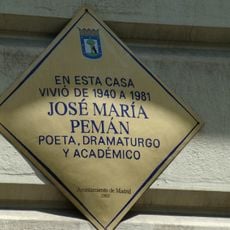 EN ESTA CASA
VIVIÓ DE 1940 A 1981
JOSÉ MARÍA
PEMÁN
POETA, DRAMATURGO
Y ACADÉMICO
Ayuntamiento de Madrid